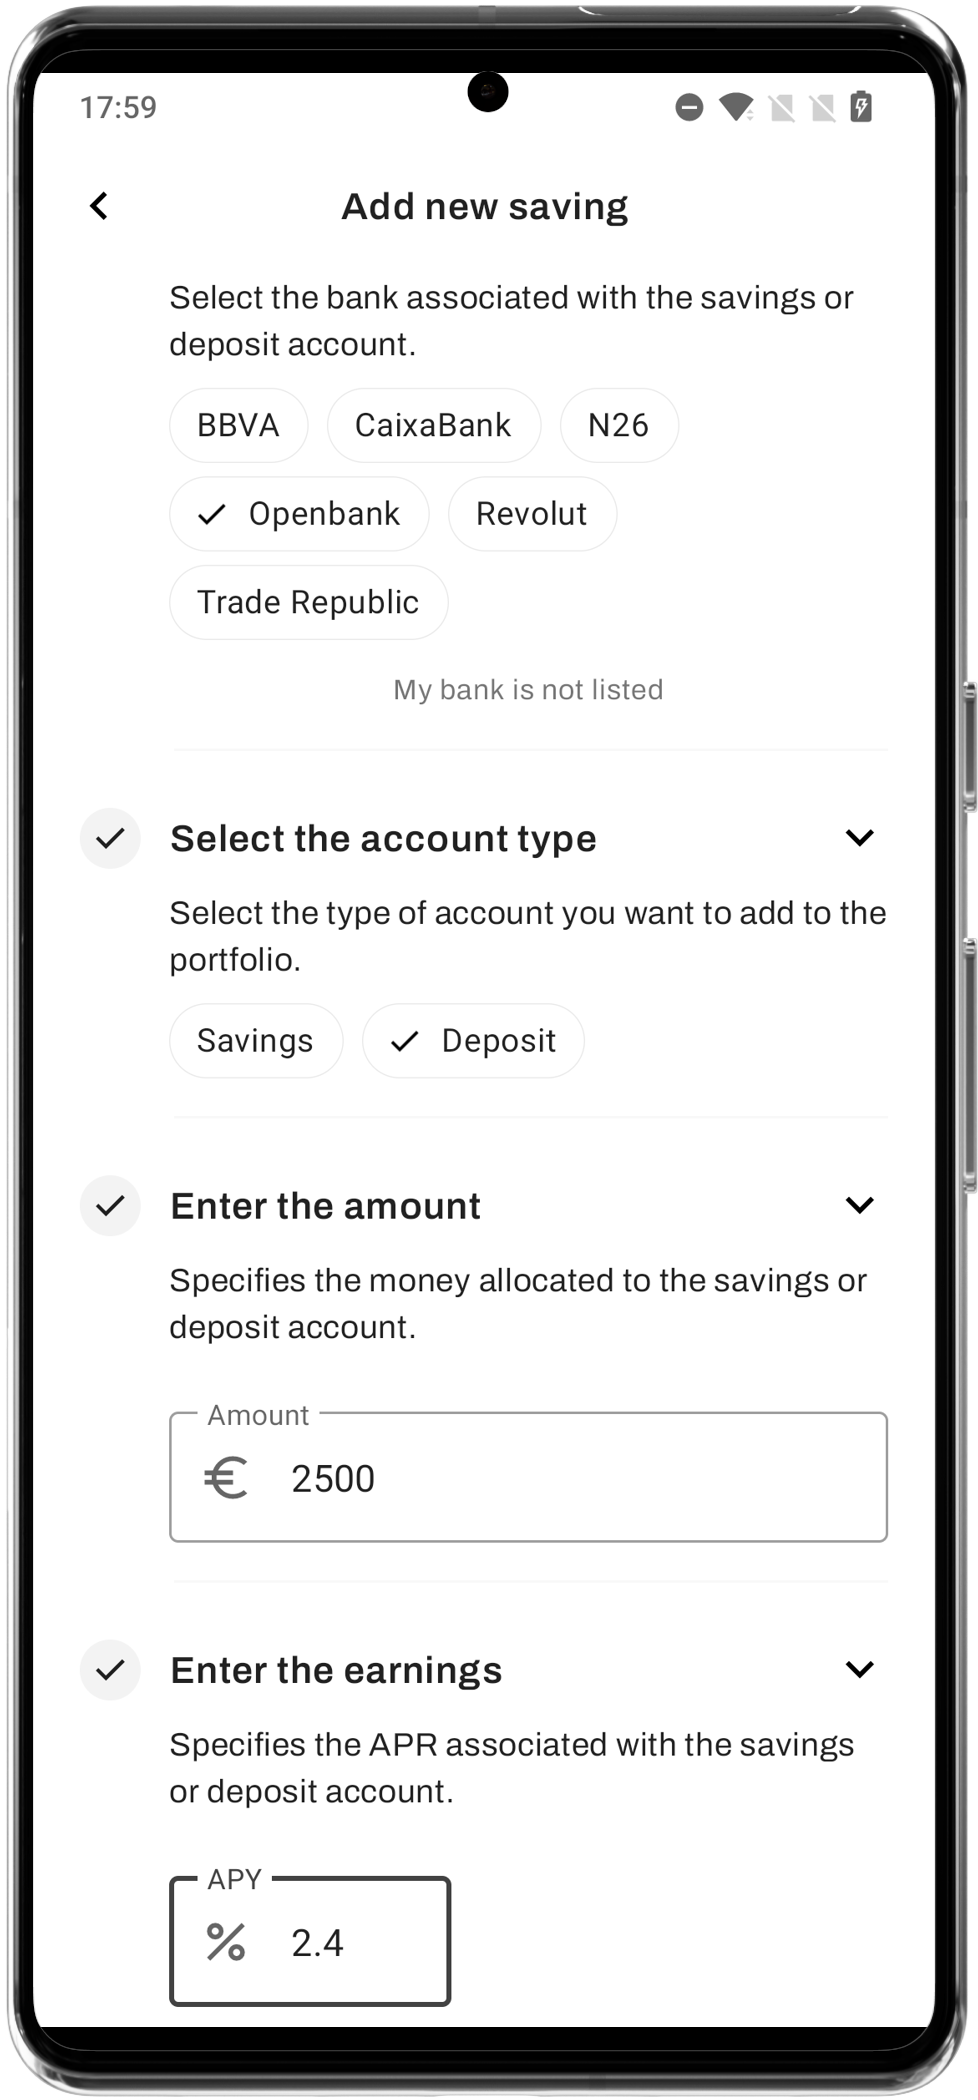 17:59
Add new saving
Select the bank associated with the savings or
deposit account.
BBVA CaixaBank N26
Openbank Revolut
Trade Republic
My bank is not listed
Select the account type
Select the type of account you want to add to the
portfolio.
Savings Deposit
Enter the amount
Specifies the money allocated to the savings or
deposit account.
Amount
€ 2500
Enter the earnings
Specifies the APR associated with the savings
or deposit account.
APY
% 2.4